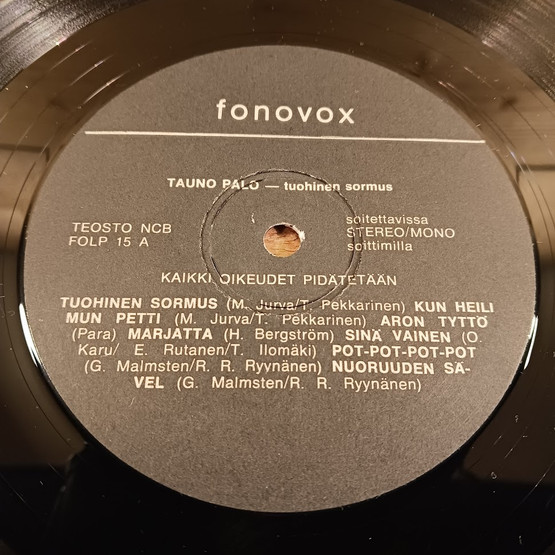 fonovox
TAUNO PALO — tuohinen sormus
TEOSTO NCB
FOLP 15 A
soitettavissa
STEREO/MONO
soittimilla
KAIKKI OIKEUDET PIDÄTETÄÄN
TUOHINEN SORMUS (M. Jurva/T. Pekkarinen) KUN HEILI
MUN PETTI (M. Jurva/T. Pekkarinen) ARON TYTTÖ
(Para) MARJATTA (H. Bergström) SINÄ VAINEN (O.
Karu/ E. Rutanen/T. Ilomäki) POT-POT-POT-POT
(G. Malmsten/R. R. Ryynänen) NUORUUDEN SÄ-
VEL (G. Malmsten/R. R. Ryynänen)